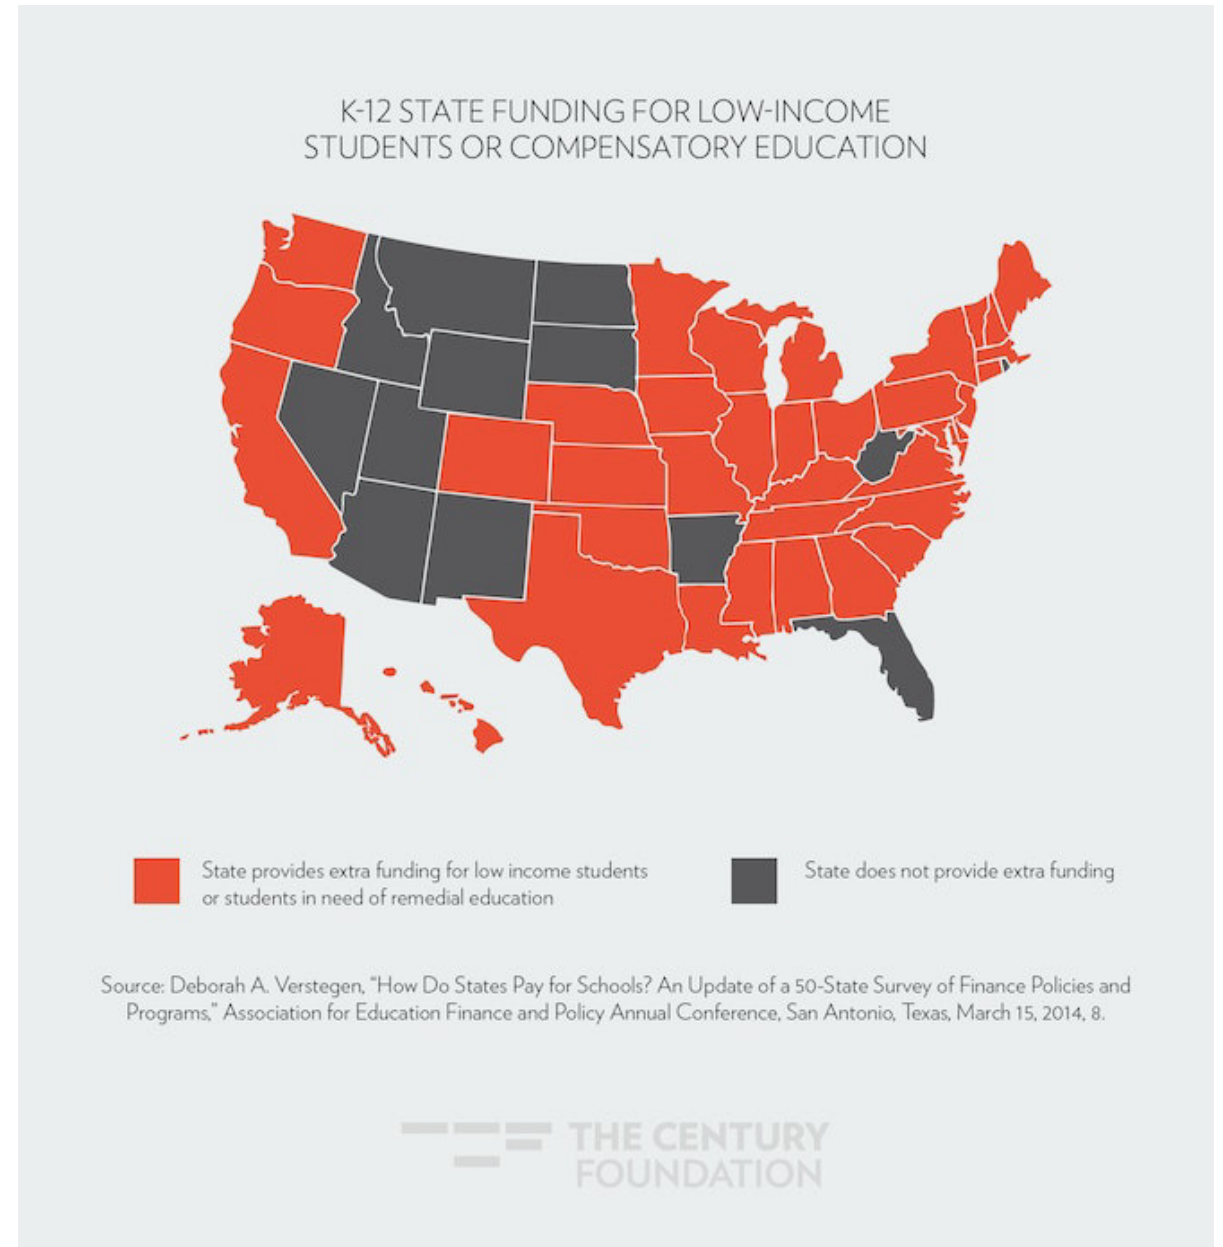 K-12 STATE FUNDING FOR LOW-INCOME
STUDENTS OR COMPENSATORY EDUCATION
State provides extra funding for low income students
or students in need of remedial education
State does not provide extra funding
Source: Deborah A. Verstegen, “How Do States Pay for Schools? An Update of a 50-State Survey of Finance Policies and
Programs,” Association for Education Finance and Policy Annual Conference, San Antonio, Texas, March 15, 2014, 8.
THE CENTURY
FOUNDATION